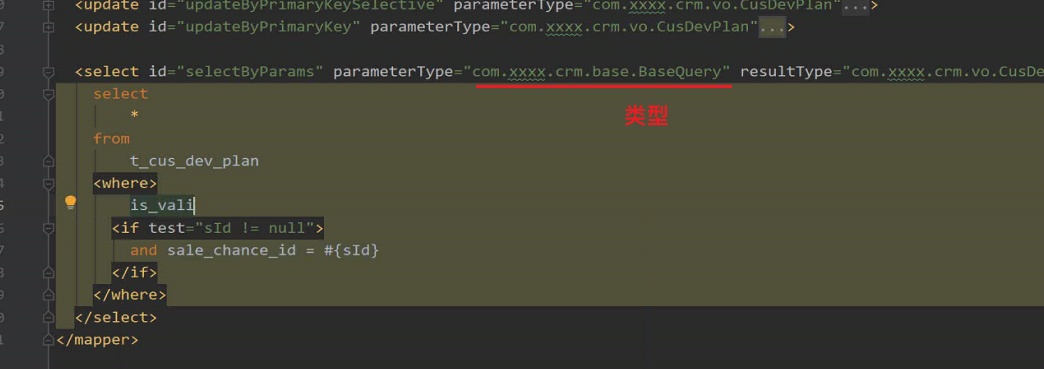 <update id="updateByPrimaryKeySelective" parameterType="com.xxxx.crm.vo.CusDevPlan"...>
<update id="updateByPrimaryKey" parameterType="com.xxxx.crm.vo.CusDevPlan"...>
<select id="selectByParams" parameterType="com.xxxx.crm.base.BaseQuery" resultType="com.xxxx.crm.vo.CusDe
select
*
类型
from
t_cus_dev_plan
<where>
is_vali
<if test="sId != null">
and sale_chance_id = #{sId}
</if>
</where>
</select>
</mapper>